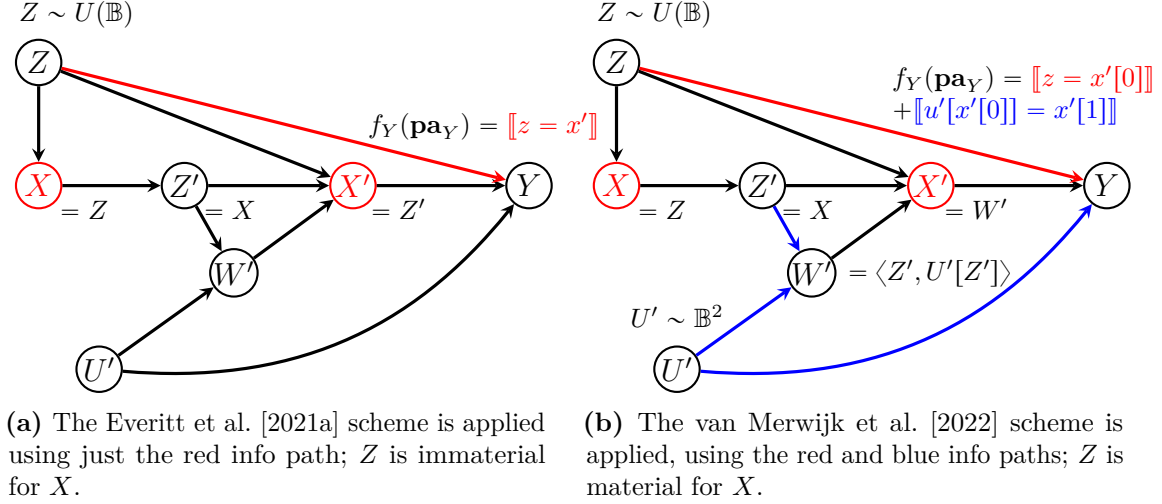 Z ∼ U(𝔹)
Z
f_Y(pa_Y) = ⟦z = x′⟧
X
= Z
Z′
= X
X′
= Z′
Y
W′
U′
(a) The Everitt et al. [2021a] scheme is applied
using just the red info path; Z is immaterial
for X.
Z ∼ U(𝔹)
Z
f_Y(pa_Y) = ⟦z = x′[0]⟧
+⟦u′[x′[0]] = x′[1]⟧
X
= Z
Z′
= X
X′
= W′
Y
W′
= ⟨Z′, U′[Z′]⟩
U′ ∼ 𝔹²
U′
(b) The van Merwijk et al. [2022] scheme is
applied, using the red and blue info paths; Z is
material for X.